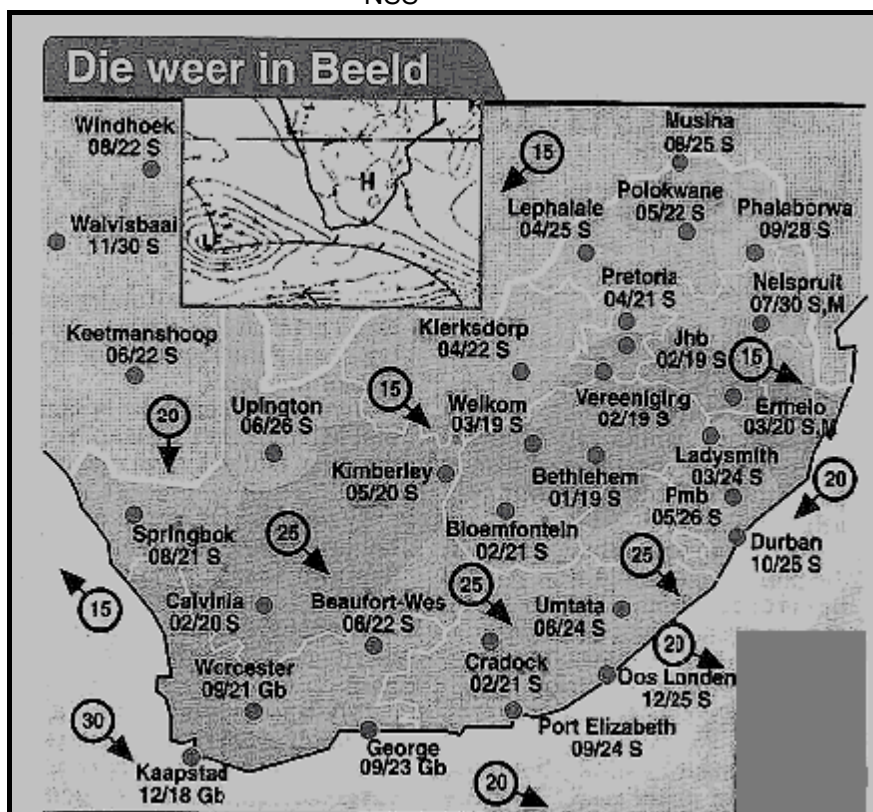 Die weer in Beeld
Windhoek
08/22 S
Walvisbaai
11/30 S
Keetmanshoop
06/22 S
20
Upington
06/26 S
Springbok
08/21 S
15
Calvinia
02/20 S
Worcester
09/21 Gb
30
Kaapstad
12/18 Gb
H
L
15
Musina
08/25 S
Polokwane
05/22 S
Lephalale
04/25 S
Phalaborwa
09/28 S
Pretoria
04/21 S
Nelspruit
07/30 S,M
Klerksdorp
04/22 S
Jhb
02/19 S
15
Vereeniging
02/19 S
Ermelo
03/20 S,M
15
Welkom
03/19 S
Kimberley
05/20 S
Bethlehem
01/19 S
Ladysmith
03/24 S
Pmb
05/26 S
20
Durban
10/25 S
Bloemfontein
02/21 S
25
25
25
Beaufort-Wes
06/22 S
Umtata
06/24 S
Cradock
02/21 S
20
Oos Londen
12/25 S
Port Elizabeth
09/24 S
George
09/23 Gb
20